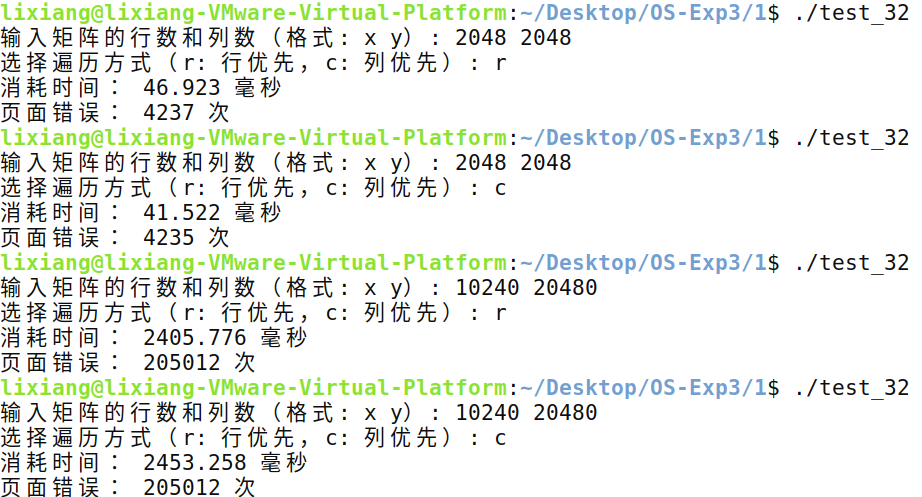 lixiang@lixiang-VMware-Virtual-Platform:~/Desktop/OS-Exp3/1$ ./test_32
输入矩阵的行数和列数（格式: x y）: 2048 2048
选择遍历方式（r: 行优先，c: 列优先）: r
消耗时间： 46.923 毫秒
页面错误： 4237 次
lixiang@lixiang-VMware-Virtual-Platform:~/Desktop/OS-Exp3/1$ ./test_32
输入矩阵的行数和列数（格式: x y）: 2048 2048
选择遍历方式（r: 行优先，c: 列优先）: c
消耗时间： 41.522 毫秒
页面错误： 4235 次
lixiang@lixiang-VMware-Virtual-Platform:~/Desktop/OS-Exp3/1$ ./test_32
输入矩阵的行数和列数（格式: x y）: 10240 20480
选择遍历方式（r: 行优先，c: 列优先）: r
消耗时间： 2405.776 毫秒
页面错误： 205012 次
lixiang@lixiang-VMware-Virtual-Platform:~/Desktop/OS-Exp3/1$ ./test_32
输入矩阵的行数和列数（格式: x y）: 10240 20480
选择遍历方式（r: 行优先，c: 列优先）: c
消耗时间： 2453.258 毫秒
页面错误： 205012 次